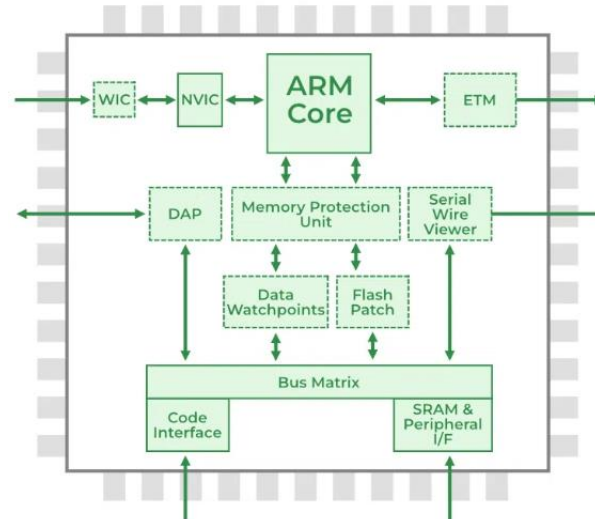 WIC
NVIC
ARM
Core
ETM
DAP
Memory Protection
Unit
Serial
Wire
Viewer
Data
Watchpoints
Flash
Patch
Bus Matrix
Code
Interface
SRAM &
Peripheral
I/F